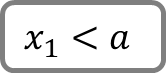 x₁ < a